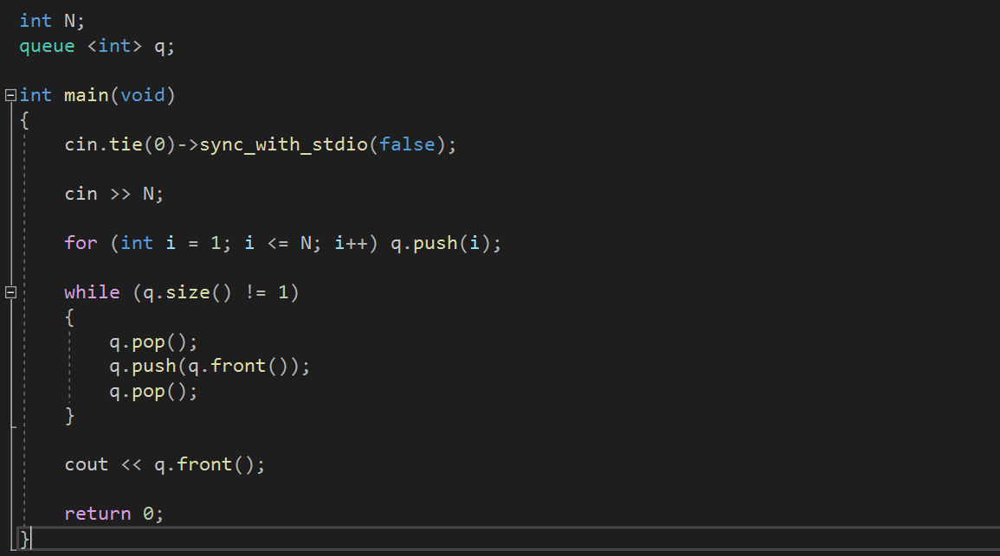 int N;
queue <int> q;
int main(void)
{
cin.tie(0)->sync_with_stdio(false);
cin >> N;
for (int i = 1; i <= N; i++) q.push(i);
while (q.size() != 1)
{
q.pop();
q.push(q.front());
q.pop();
}
cout << q.front();
return 0;
}